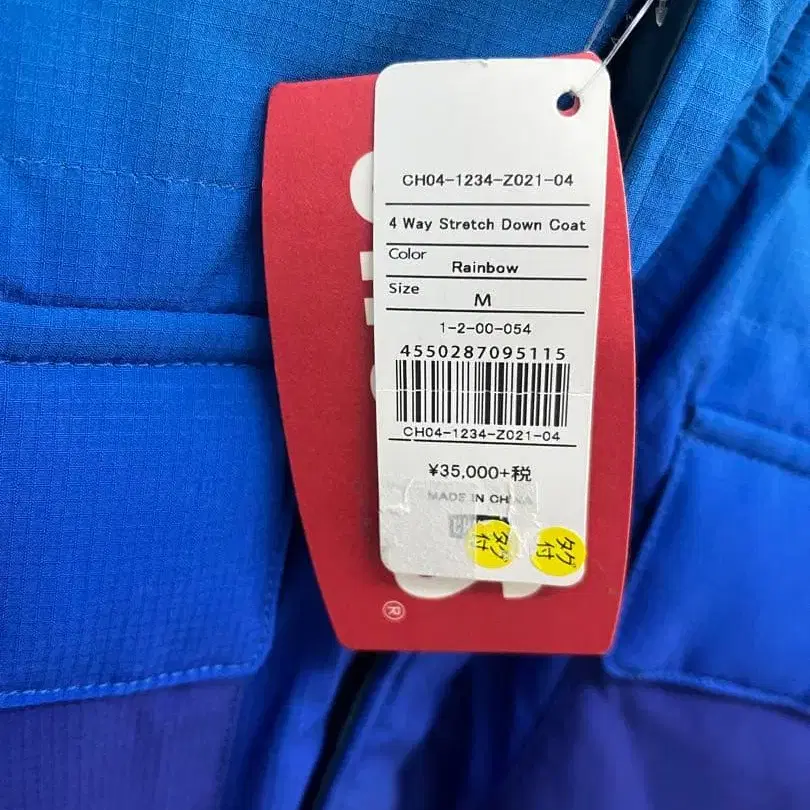 CH04-1234-Z021-04
4 Way Stretch Down Coat
Color
Rainbow
Size
M
1-2-00-054
4550287095115
CH04-1234-Z021-04
¥35,000+税
MADE IN CHINA
タグ付
タグ付
®